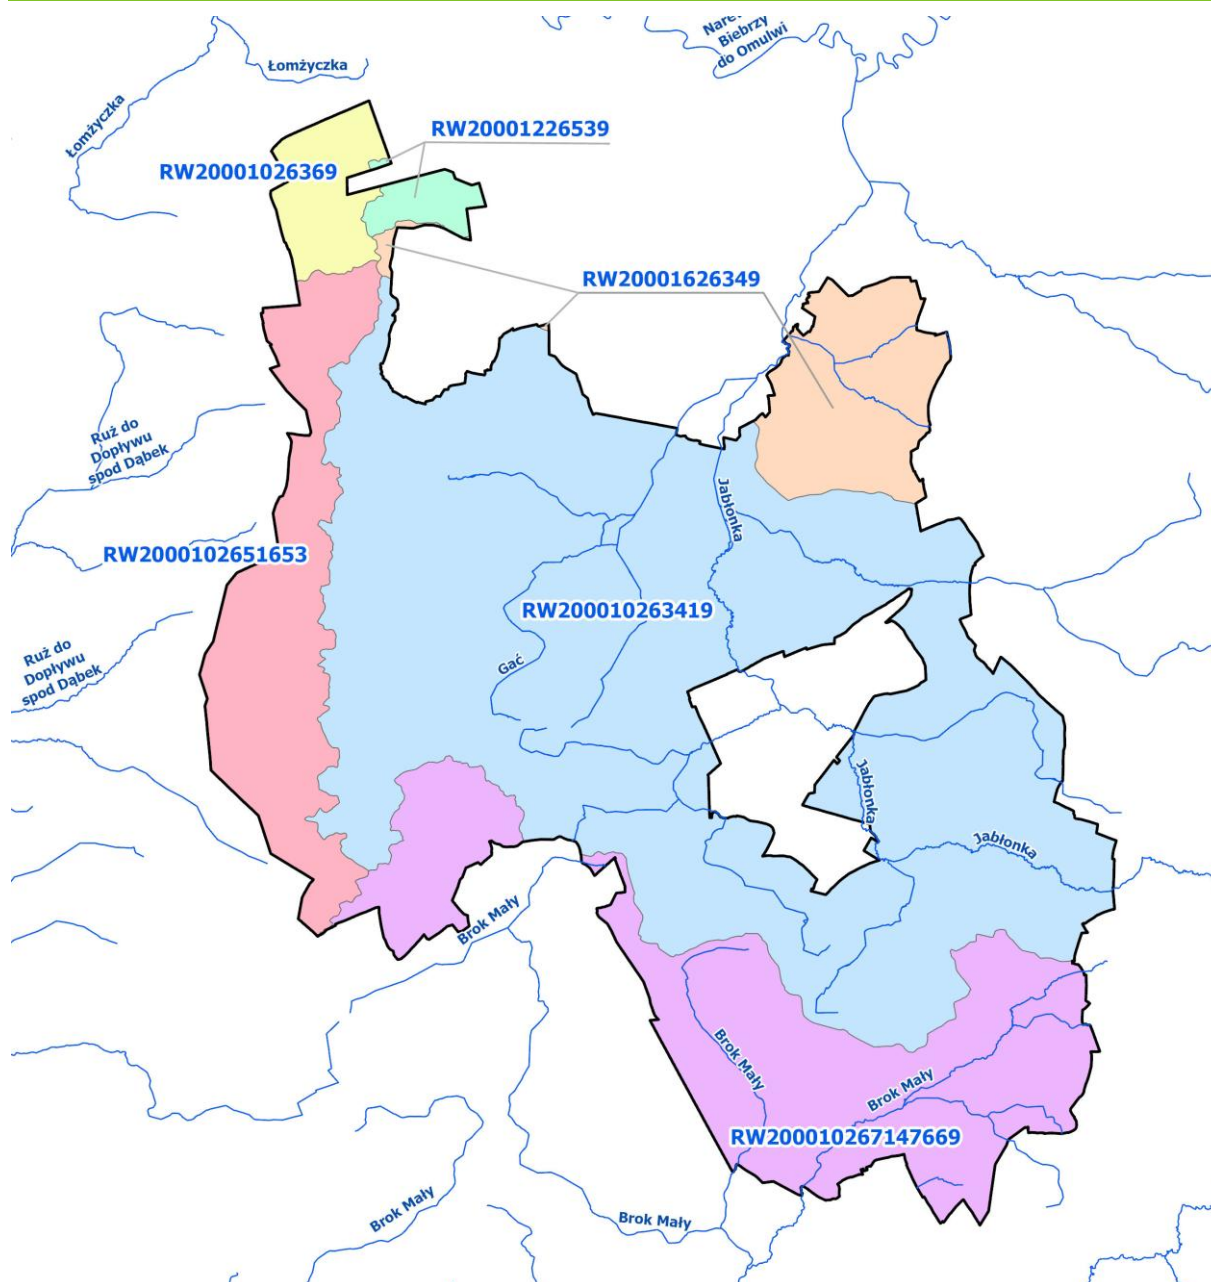 Narew
Biebrzy
do Omulwi
Łomżyczka
Łomżyczka
RW20001226539
RW20001026369
RW20001626349
Ruż do
Dopływu
spod Dąbek
Jabłonka
RW2000102651653
RW200010263419
Ruż do
Dopływu
spod Dąbek
Gać
Jabłonka
Jabłonka
Brok Mały
Brok Mały
Brok Mały
RW200010267147669
Brok Mały
Brok Mały